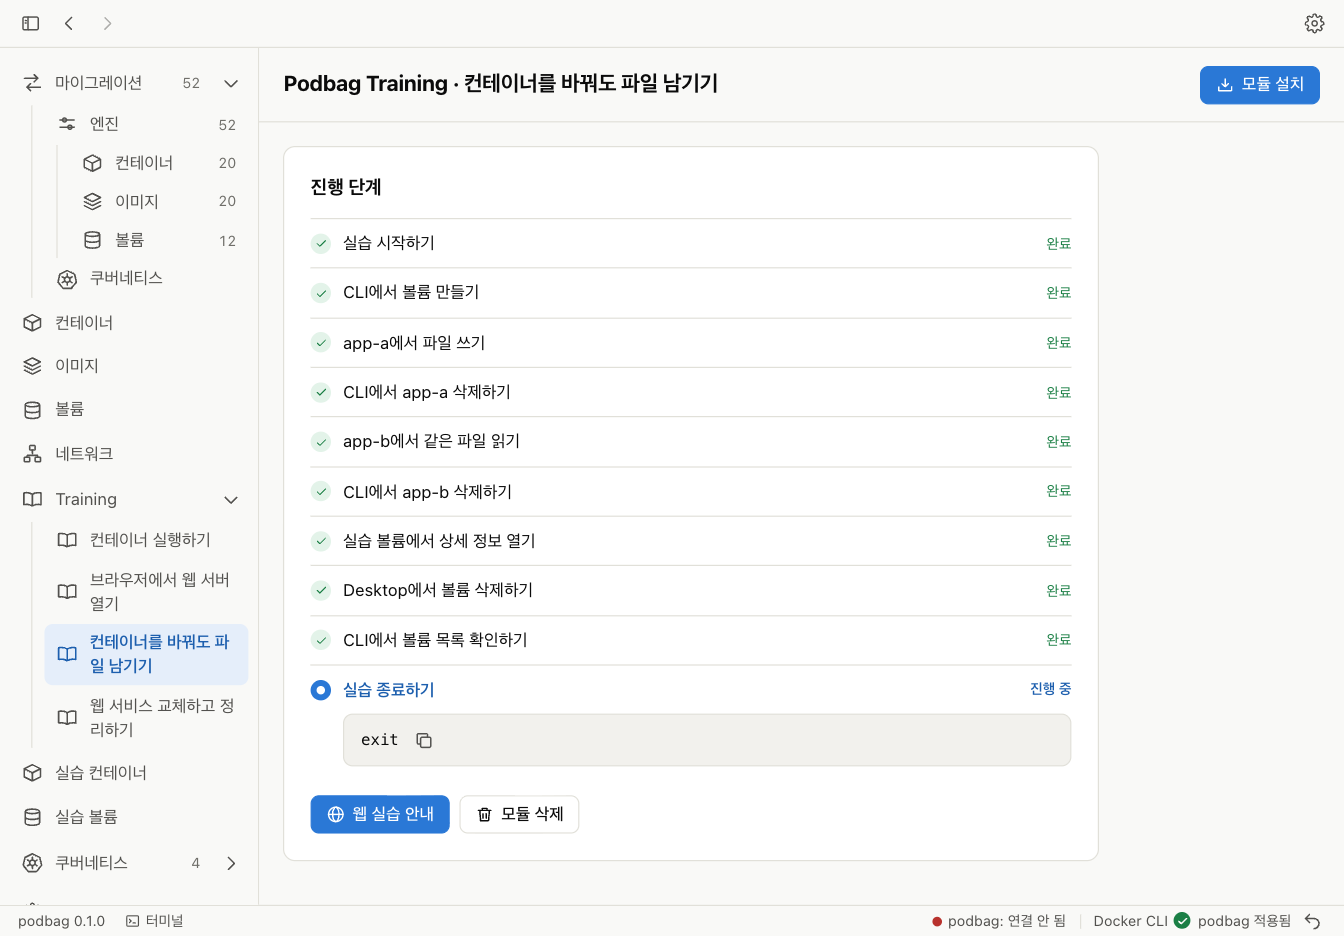 마이그레이션 52
엔진 52
컨테이너 20
이미지 20
볼륨 12
쿠버네티스
컨테이너
이미지
볼륨
네트워크
Training
컨테이너 실행하기
브라우저에서 웹 서버
열기
컨테이너를 바꿔도 파
일 남기기
웹 서비스 교체하고 정
리하기
실습 컨테이너
실습 볼륨
쿠버네티스 4
Podbag Training · 컨테이너를 바꿔도 파일 남기기
모듈 설치
진행 단계
실습 시작하기 완료
CLI에서 볼륨 만들기 완료
app-a에서 파일 쓰기 완료
CLI에서 app-a 삭제하기 완료
app-b에서 같은 파일 읽기 완료
CLI에서 app-b 삭제하기 완료
실습 볼륨에서 상세 정보 열기 완료
Desktop에서 볼륨 삭제하기 완료
CLI에서 볼륨 목록 확인하기 완료
실습 종료하기 진행 중
exit
웹 실습 안내 모듈 삭제
podbag 0.1.0 터미널 podbag: 연결 안 됨 Docker CLI podbag 적용됨